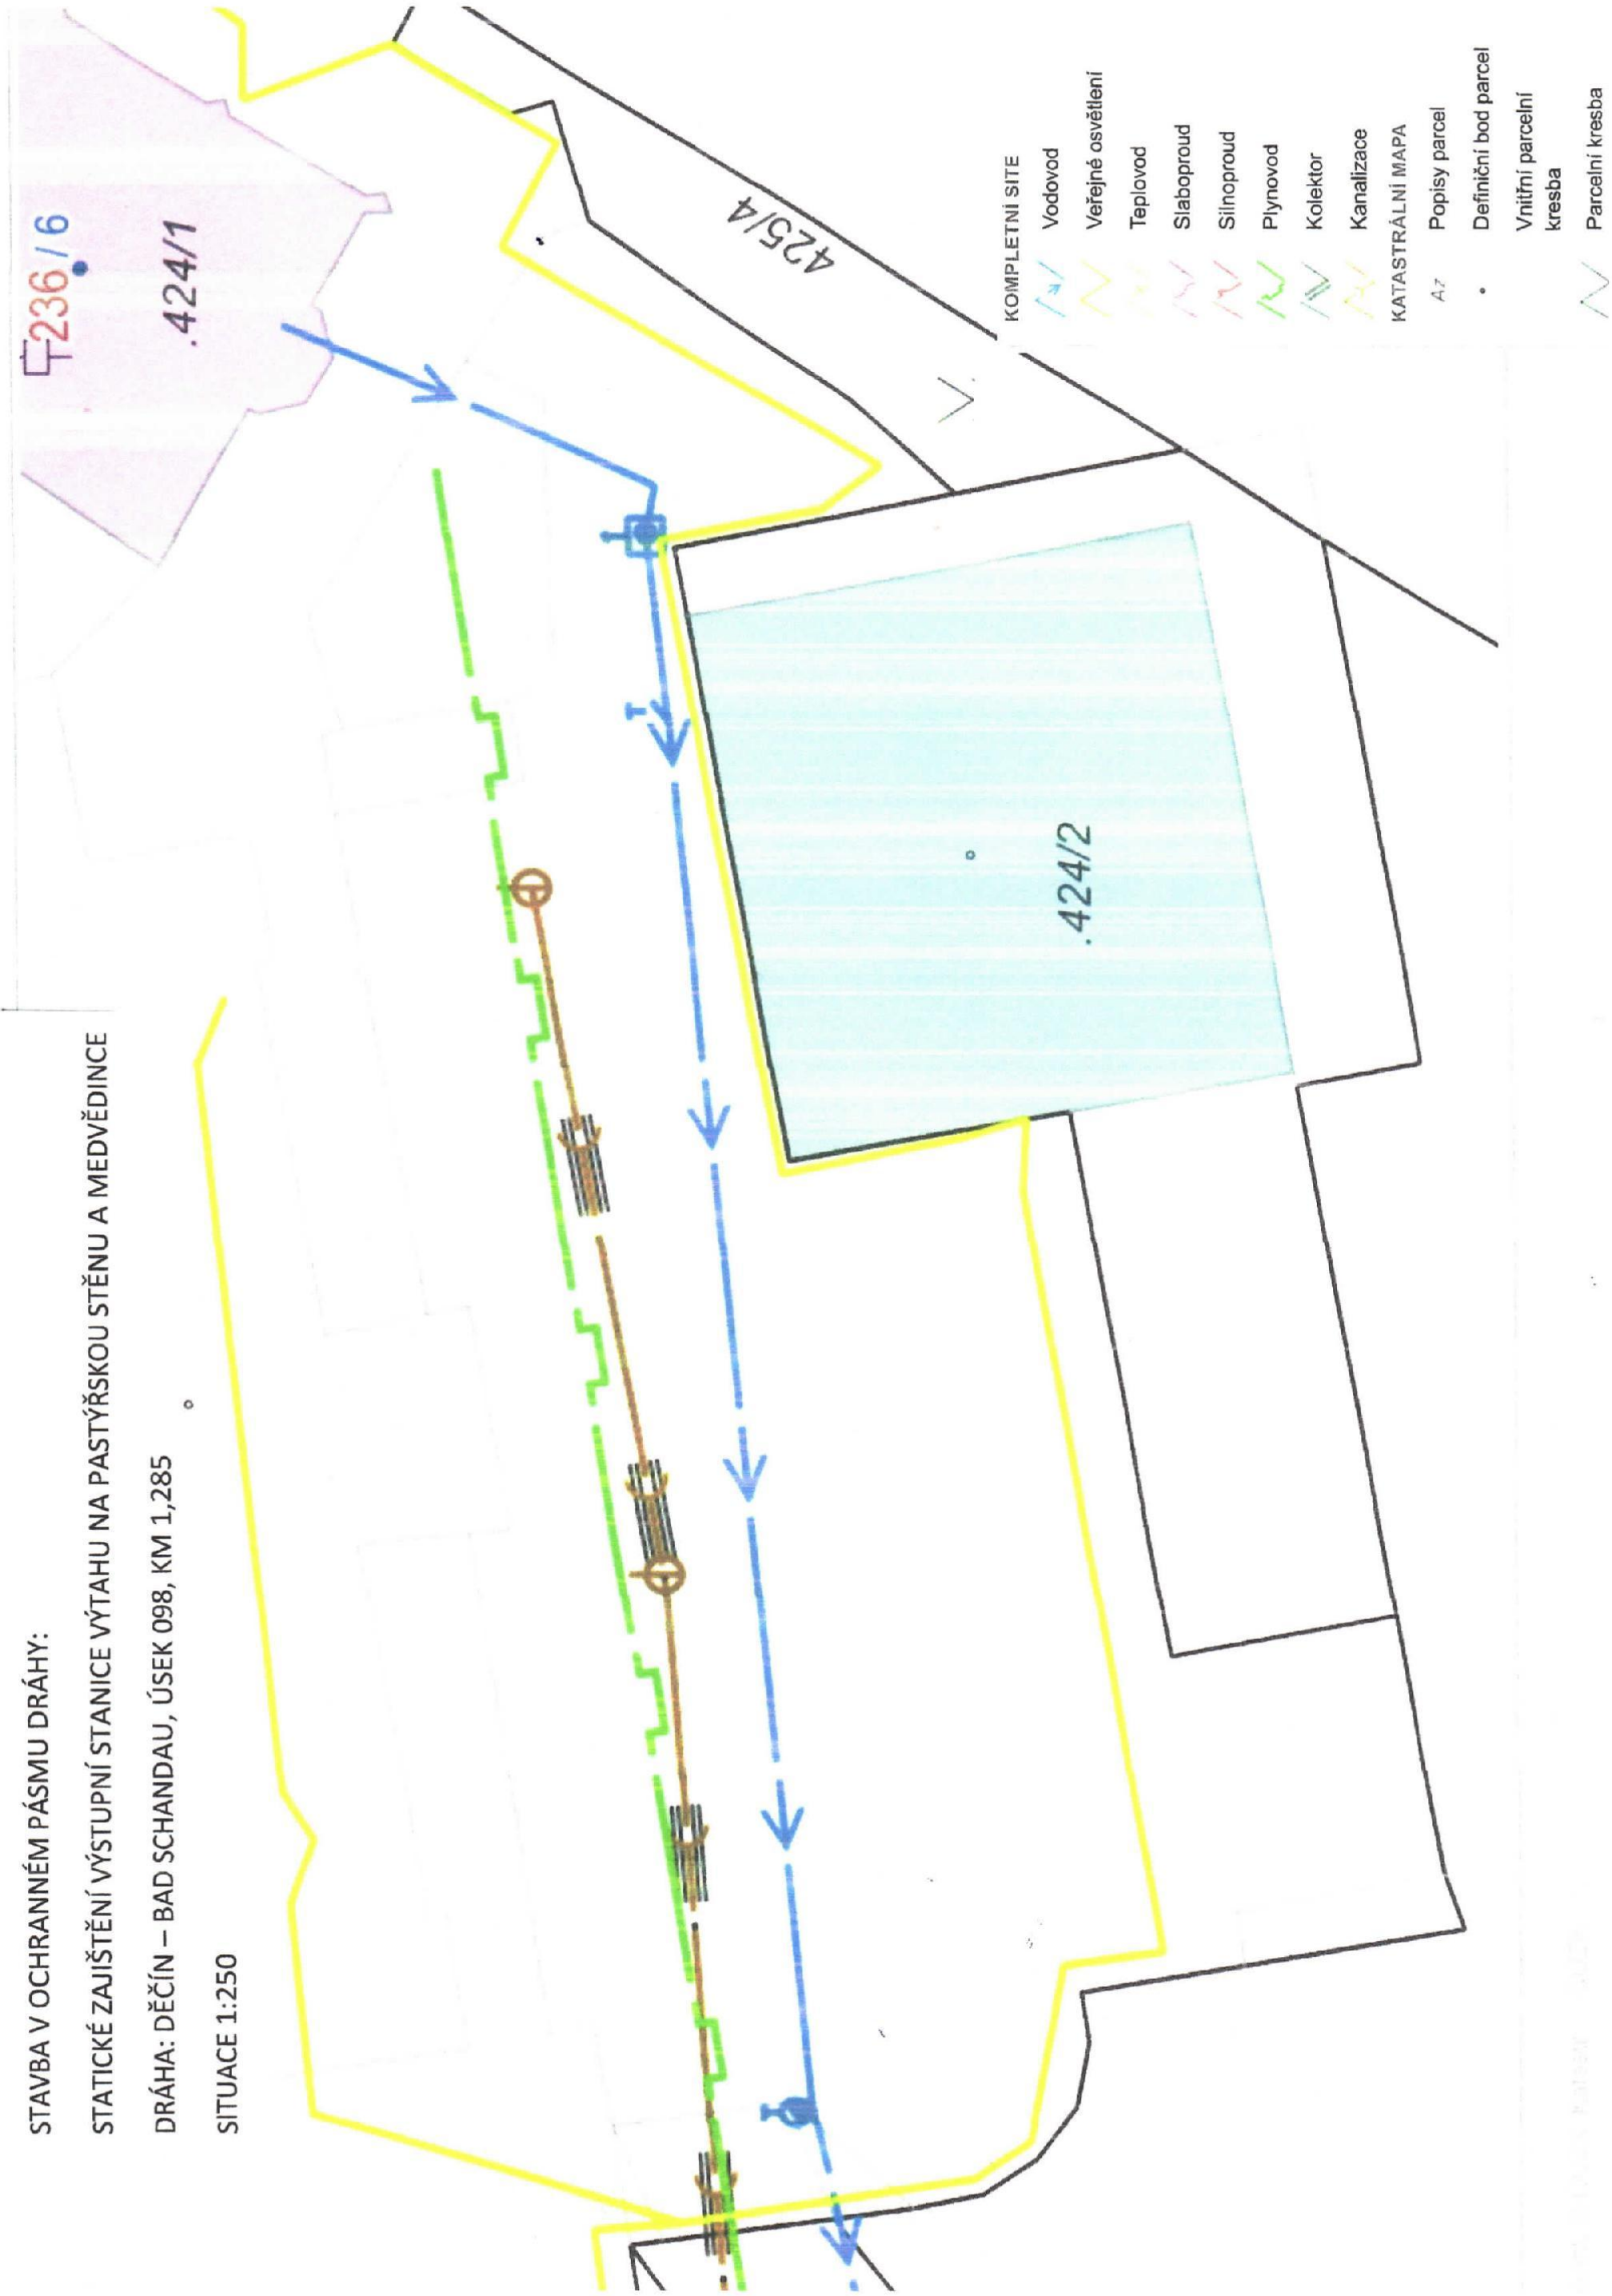 STAVBA V OCHRANNÉM PÁSMU DRÁHY:
STATICKÉ ZAJIŠTĚNÍ VÝSTUPNÍ STANICE VÝTAHU NA PASTÝŘSKOU STĚNU A MEDVĚDINCE
DRÁHA: DĚČÍN – BAD SCHANDAU, ÚSEK 098, KM 1,285
SITUACE 1:250
236 / 6
.424/1
425/4
.424/2
KOMPLETNÍ SITE
Vodovod
Veřejné osvětlení
Teplovod
Slaboproud
Silnoproud
Plynovod
Kolektor
Kanalizace
KATASTRÁLNÍ MAPA
Az Popisy parcel
Definiční bod parcel
Vnitřní parcelní
kresba
Parcelní kresba